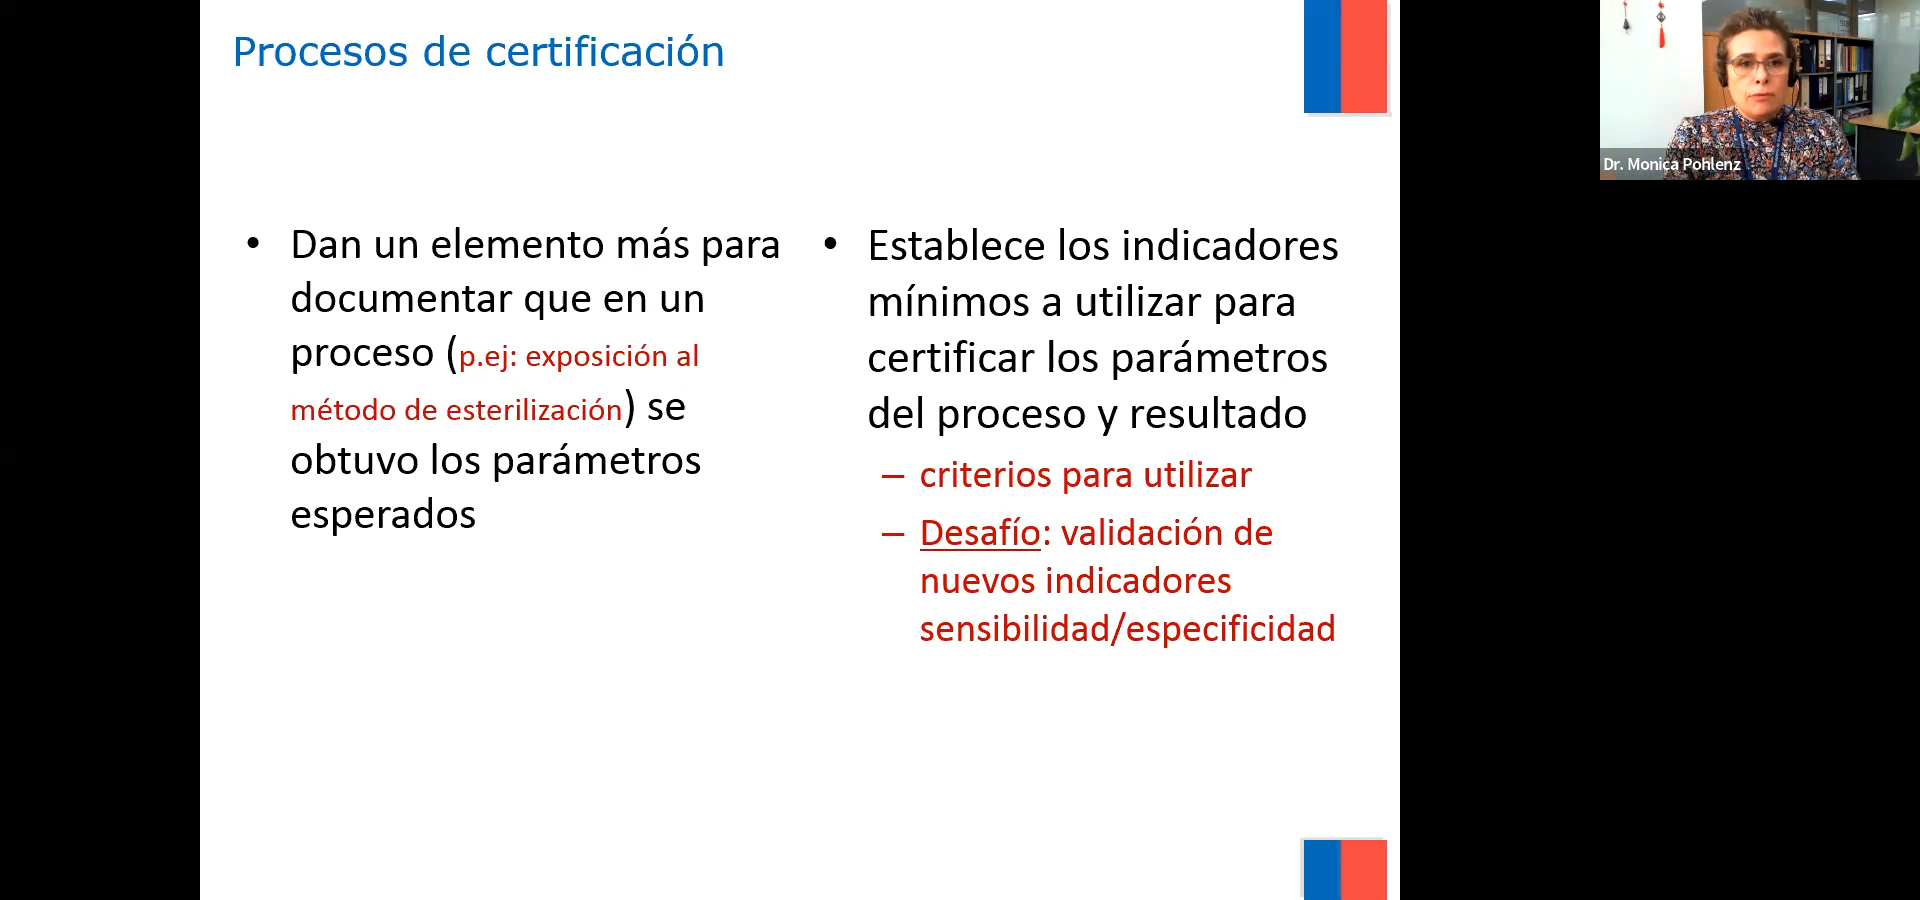 Procesos de certificación
• Dan un elemento más para
documentar que en un
proceso (p.ej: exposición al
método de esterilización) se
obtuvo los parámetros
esperados
• Establece los indicadores
mínimos a utilizar para
certificar los parámetros
del proceso y resultado
– criterios para utilizar
– Desafío: validación de
nuevos indicadores
sensibilidad/especificidad
Dr. Monica Pohlenz